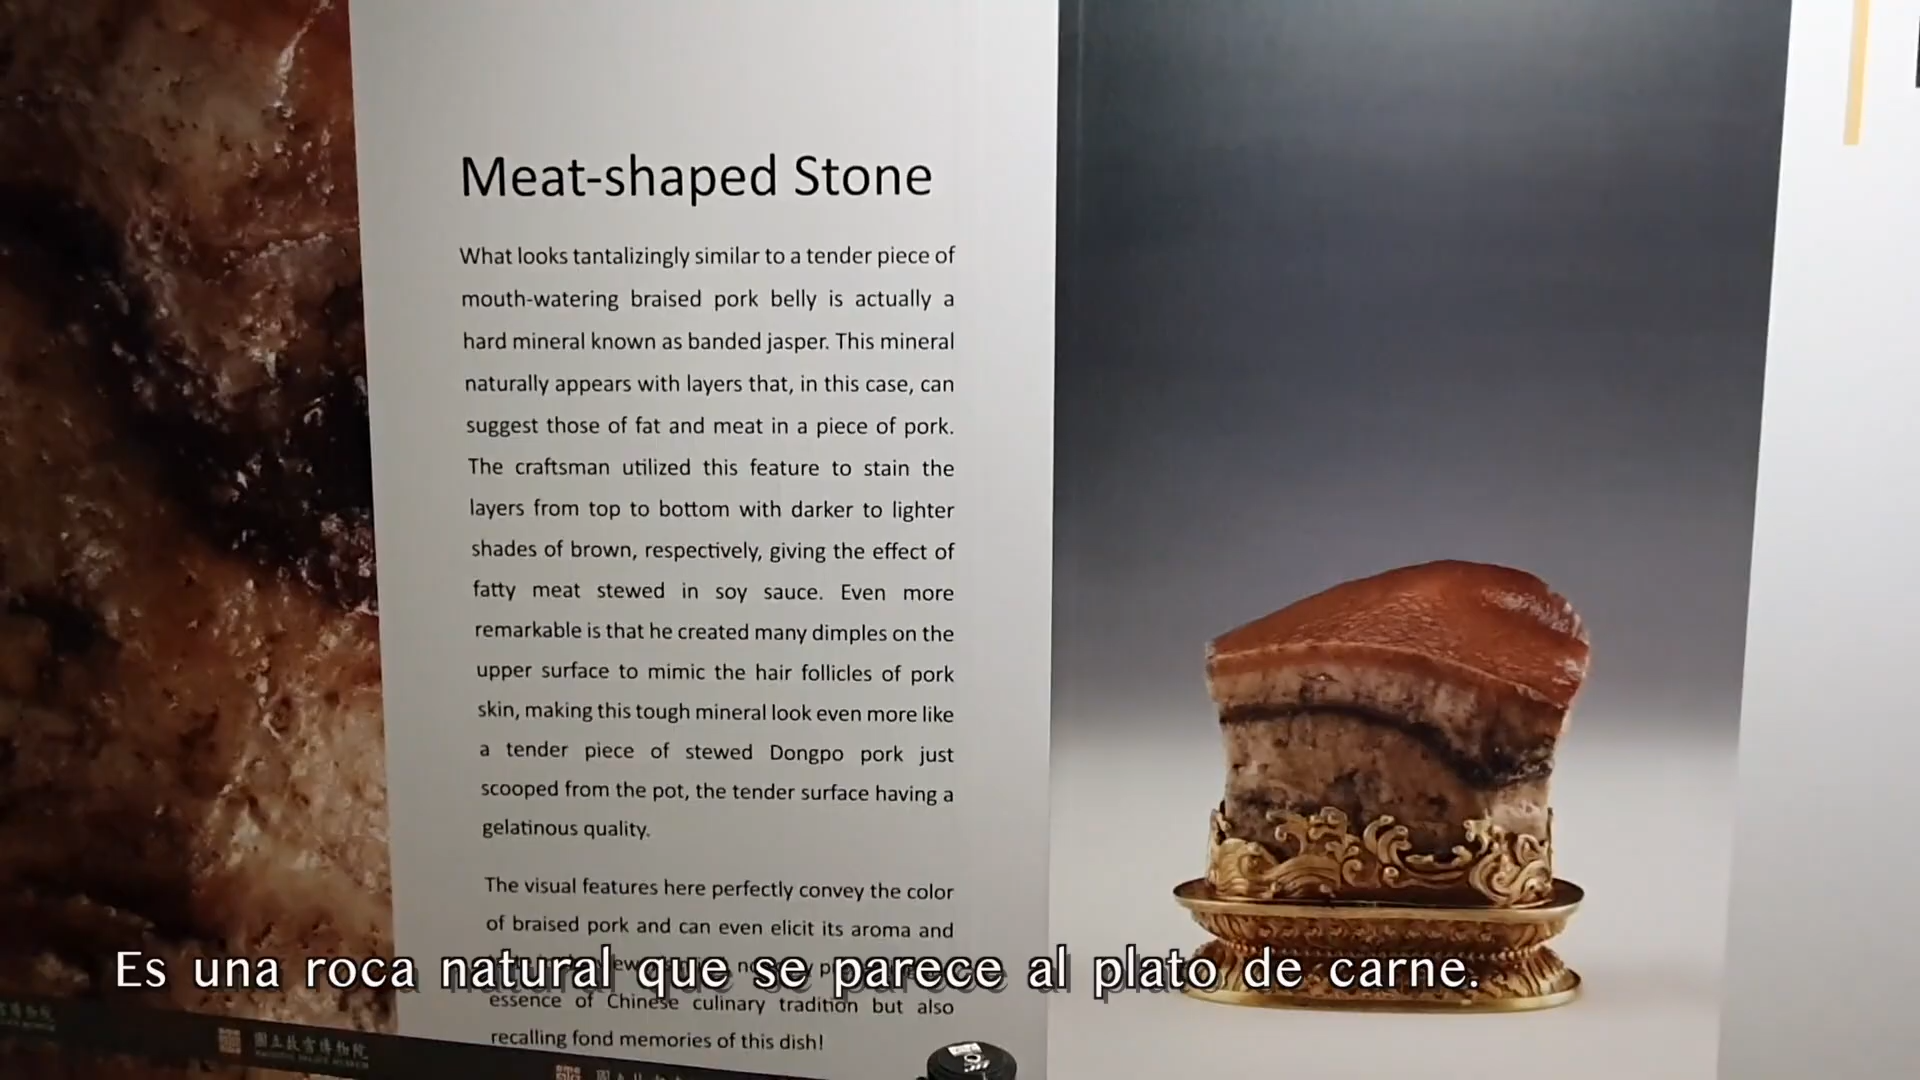 Meat-shaped Stone
What looks tantalizingly similar to a tender piece of
mouth-watering braised pork belly is actually a
hard mineral known as banded jasper. This mineral
naturally appears with layers that, in this case, can
suggest those of fat and meat in a piece of pork.
The craftsman utilized this feature to stain the
layers from top to bottom with darker to lighter
shades of brown, respectively, giving the effect of
fatty meat stewed in soy sauce. Even more
remarkable is that he created many dimples on the
upper surface to mimic the hair follicles of pork
skin, making this tough mineral look even more like
a tender piece of stewed Dongpo pork just
scooped from the pot, the tender surface having a
gelatinous quality.
The visual features here perfectly convey the color
of braised pork and can even elicit its aroma and
Es una roca natural que se parece al plato de carne.
essence of Chinese culinary tradition but also
recalling fond memories of this dish!
國立故宮博物院